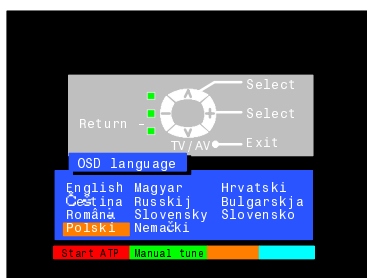 Select
Select
Return -
TV/AV Exit
OSD language
English Magyar Hrvatski
Čeština Russkij Bulgarskja
Română Slovensky Slovensko
Polski Nemački
Start ATP Manual tune